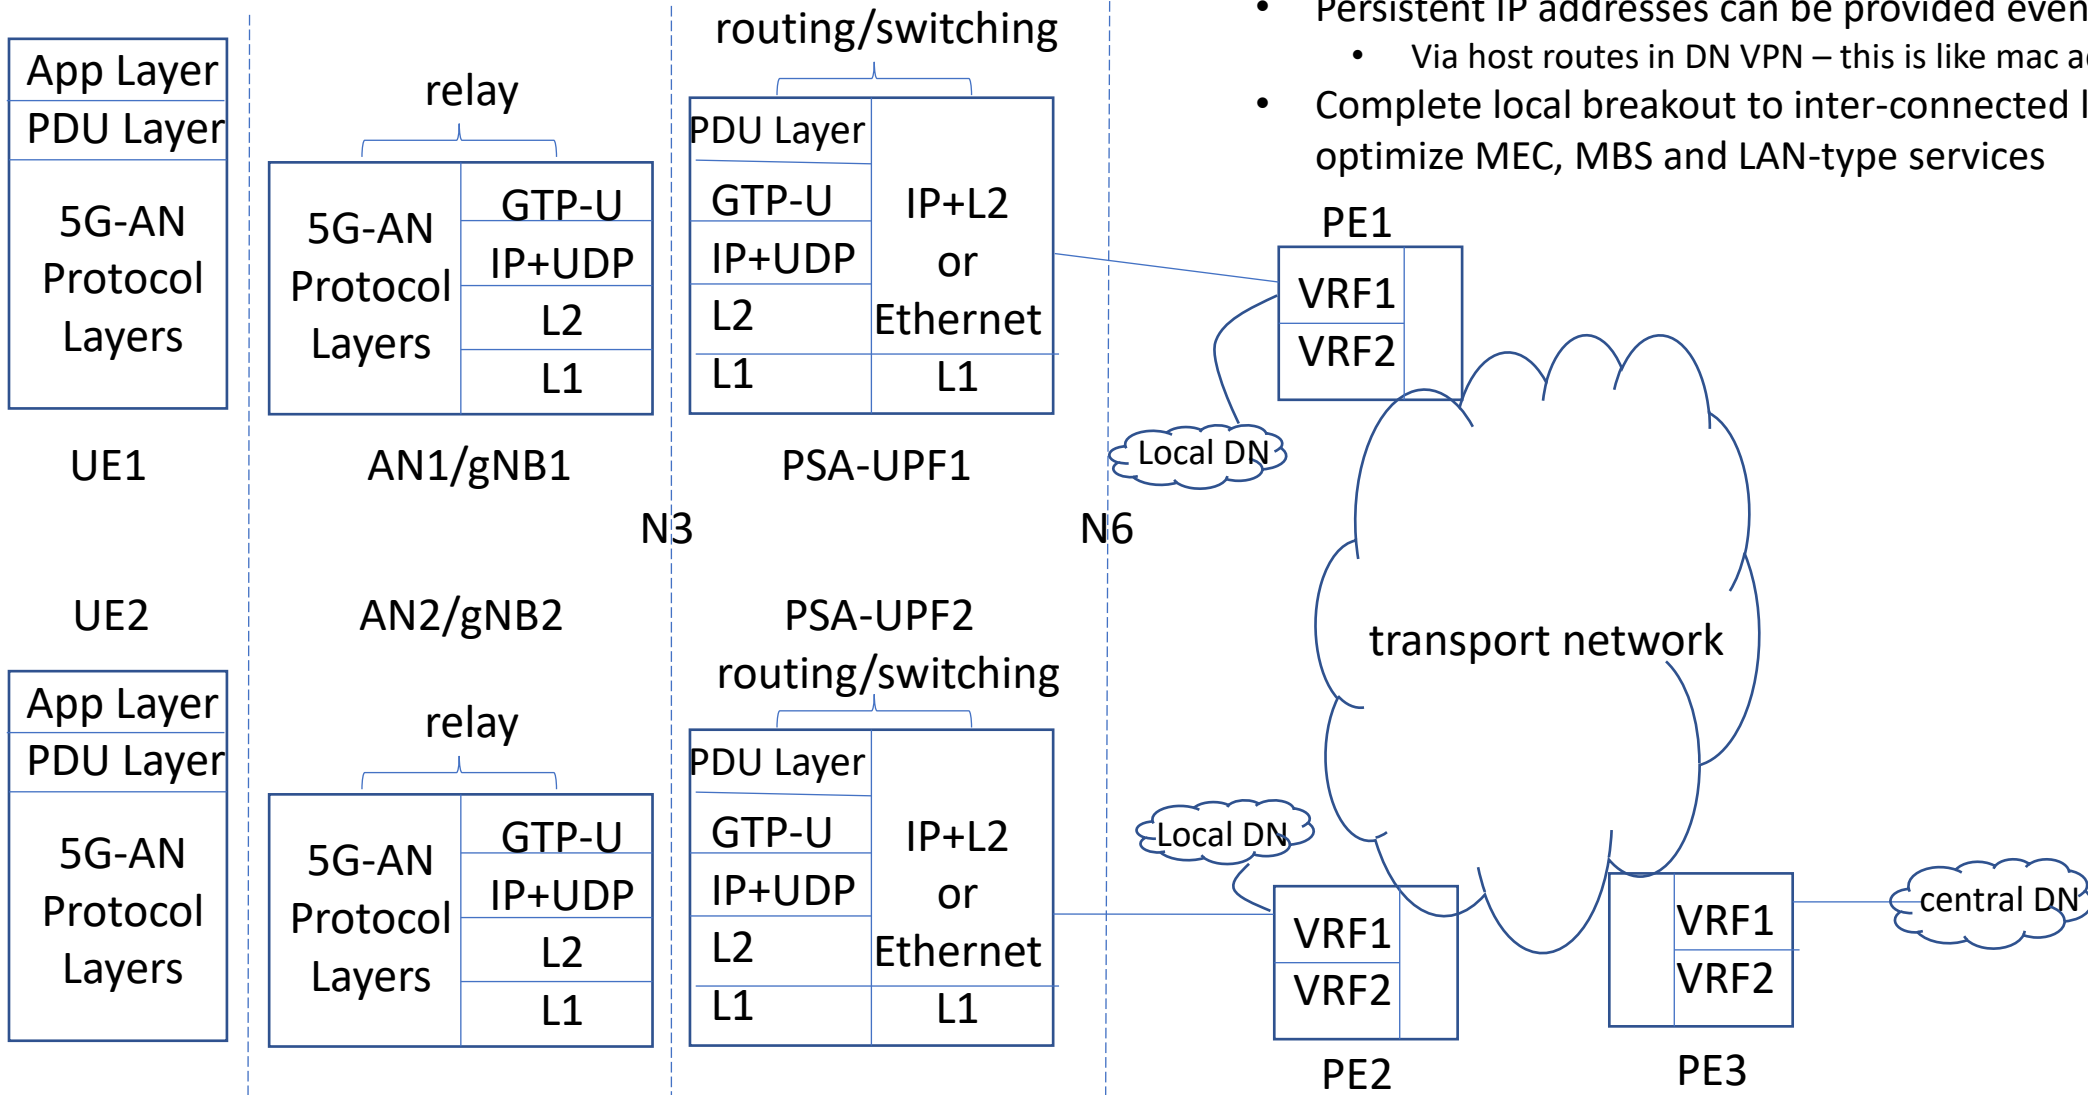 routing/switching
• Persistent IP addresses can be provided even
• Via host routes in DN VPN – this is like mac
• Complete local breakout to inter-connected
optimize MEC, MBS and LAN-type services
App Layer
PDU Layer
5G-AN
Protocol
Layers
UE1
relay
5G-AN
Protocol
Layers
GTP-U
IP+UDP
L2
L1
AN1/gNB1
PDU Layer
GTP-U
IP+UDP
L2
L1
IP+L2
or
Ethernet
L1
PSA-UPF1
N3
N6
PE1
VRF1
VRF2
Local DN
transport network
UE2
App Layer
PDU Layer
5G-AN
Protocol
Layers
AN2/gNB2
relay
5G-AN
Protocol
Layers
GTP-U
IP+UDP
L2
L1
PSA-UPF2
routing/switching
PDU Layer
GTP-U
IP+UDP
L2
L1
IP+L2
or
Ethernet
L1
Local DN
VRF1
VRF2
PE2
VRF1
VRF2
PE3
central DN